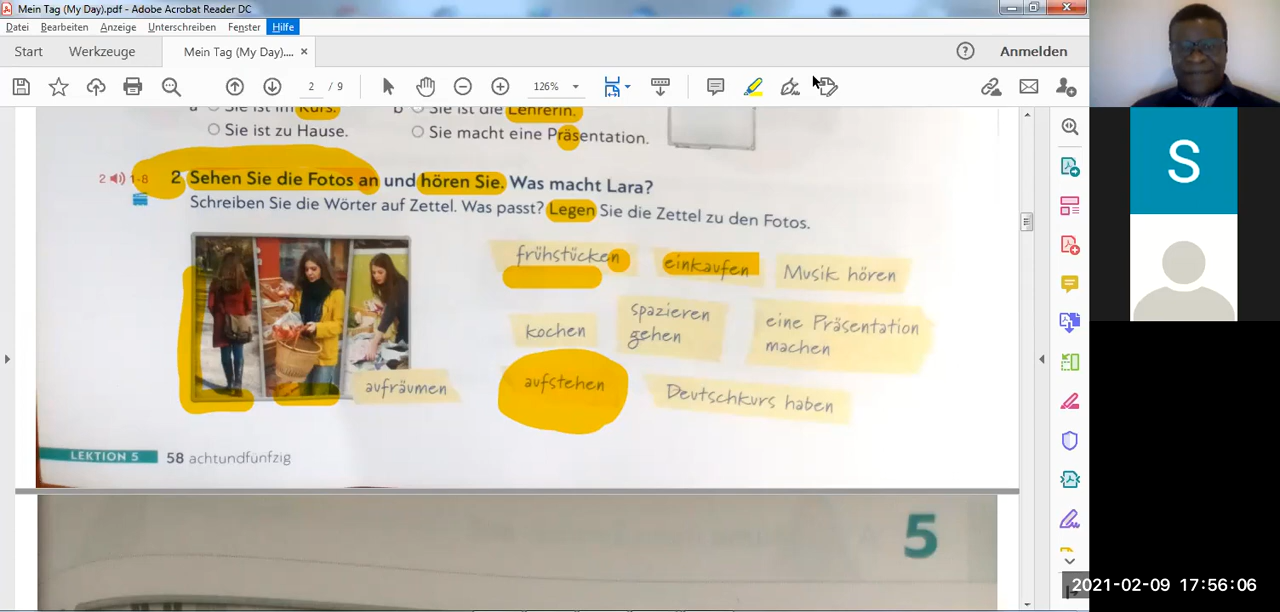 Mein Tag (My Day).pdf - Adobe Acrobat Reader DC
Datei Bearbeiten Anzeige Unterschreiben Fenster Hilfe
Start Werkzeuge Mein Tag (My Day).... × Anmelden
2 / 9 126%
a Sie ist im Kurs. b Sie ist die Lehrerin.
Sie ist zu Hause. Sie macht eine Präsentation.
2 1-8 2 Sehen Sie die Fotos an und hören Sie. Was macht Lara?
Schreiben Sie die Wörter auf Zettel. Was passt? Legen Sie die Zettel zu den Fotos.
frühstücken einkaufen Musik hören
kochen spazieren gehen eine Präsentation machen
aufräumen aufstehen Deutschkurs haben
LEKTION 5 58 achtundfünfzig
5
S
2021-02-09 17:56:06